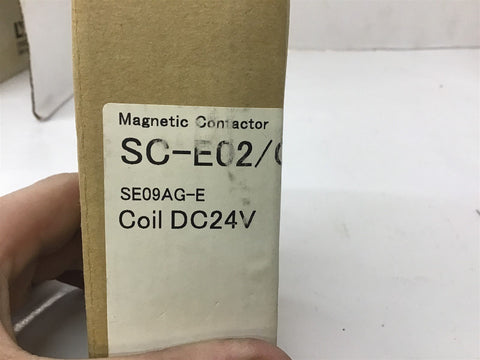 Magnetic Contactor
SC-E02/
SE09AG-E
Coil DC24V